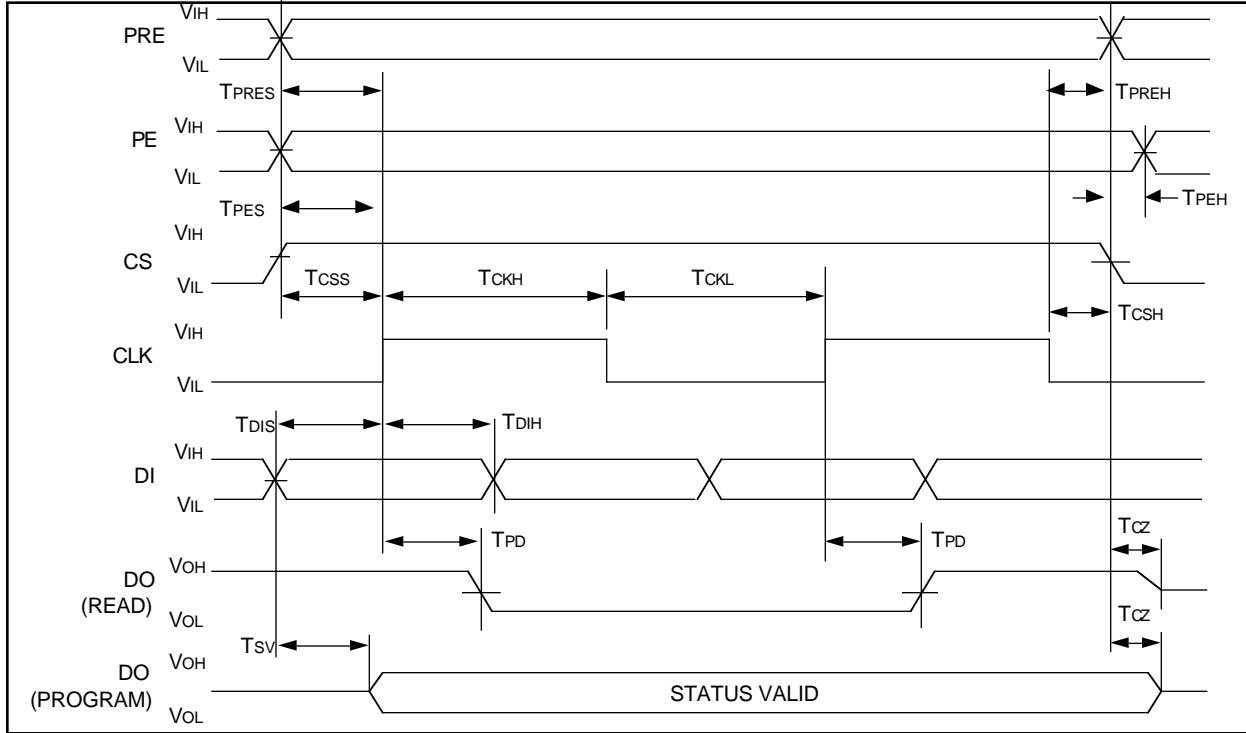 VIH
PRE
VIL
TPRES
TPREH
VIH
PE
VIL
TPES
TPEH
VIH
CS
VIL
TCSS
TCKH
TCKL
TCSH
VIH
CLK
VIL
TDIS
TDIH
VIH
DI
VIL
TPD
TPD
TCZ
VOH
DO
(READ)
VOL
TCZ
TSV
VOH
DO
(PROGRAM)
STATUS VALID
VOL